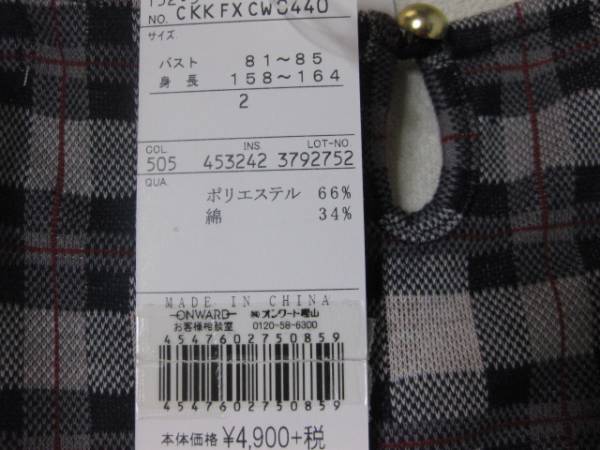 NO. CKKFXCW0440
サイズ
バスト 81~85
身長 158~164
2
COL INS LOT-NO.
505 453242 3792752
QUA.
ポリエステル 66%
綿 34%
MADE IN CHINA
ONWARD ㈱オンワード樫山
お客様相談室 0120-58-6300
4547602750859
4547602750859
本体価格 ¥4,900+税